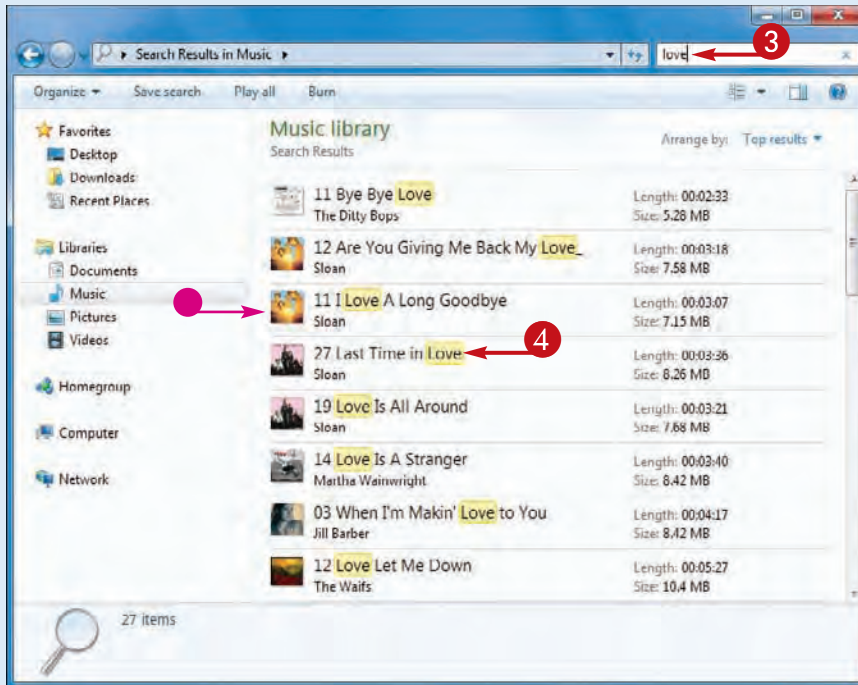 Search Results in Music
love
3
Organize
Save search
Play all
Burn
Favorites
Desktop
Downloads
Recent Places
Libraries
Documents
Music
Pictures
Videos
Homegroup
Computer
Network
Music library
Search Results
Arrange by: Top results
11 Bye Bye Love
The Ditty Bops
Length: 00:02:33
Size: 5.28 MB
12 Are You Giving Me Back My Love_
Sloan
Length: 00:03:18
Size: 7.58 MB
11 I Love A Long Goodbye
Sloan
Length: 00:03:07
Size: 7.15 MB
27 Last Time in Love
4
Sloan
Length: 00:03:36
Size: 8.26 MB
19 Love Is All Around
Sloan
Length: 00:03:21
Size: 7.68 MB
14 Love Is A Stranger
Martha Wainwright
Length: 00:03:40
Size: 8.42 MB
03 When I'm Makin' Love to You
Jill Barber
Length: 00:04:17
Size: 8.42 MB
12 Love Let Me Down
The Waifs
Length: 00:05:27
Size: 10.4 MB
27 items